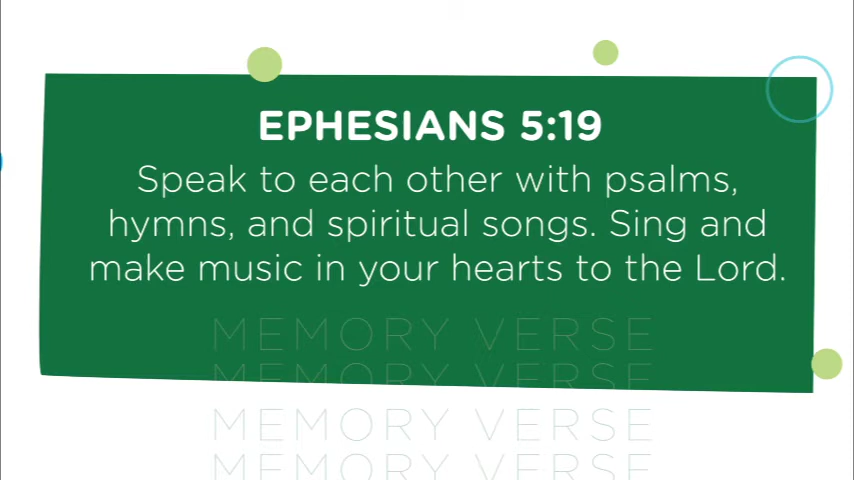 EPHESIANS 5:19
Speak to each other with psalms,
hymns, and spiritual songs. Sing and
make music in your hearts to the Lord.
MEMORY VERSE
MEMORY VERSE
MEMORY VERSE
MEMORY VERSE